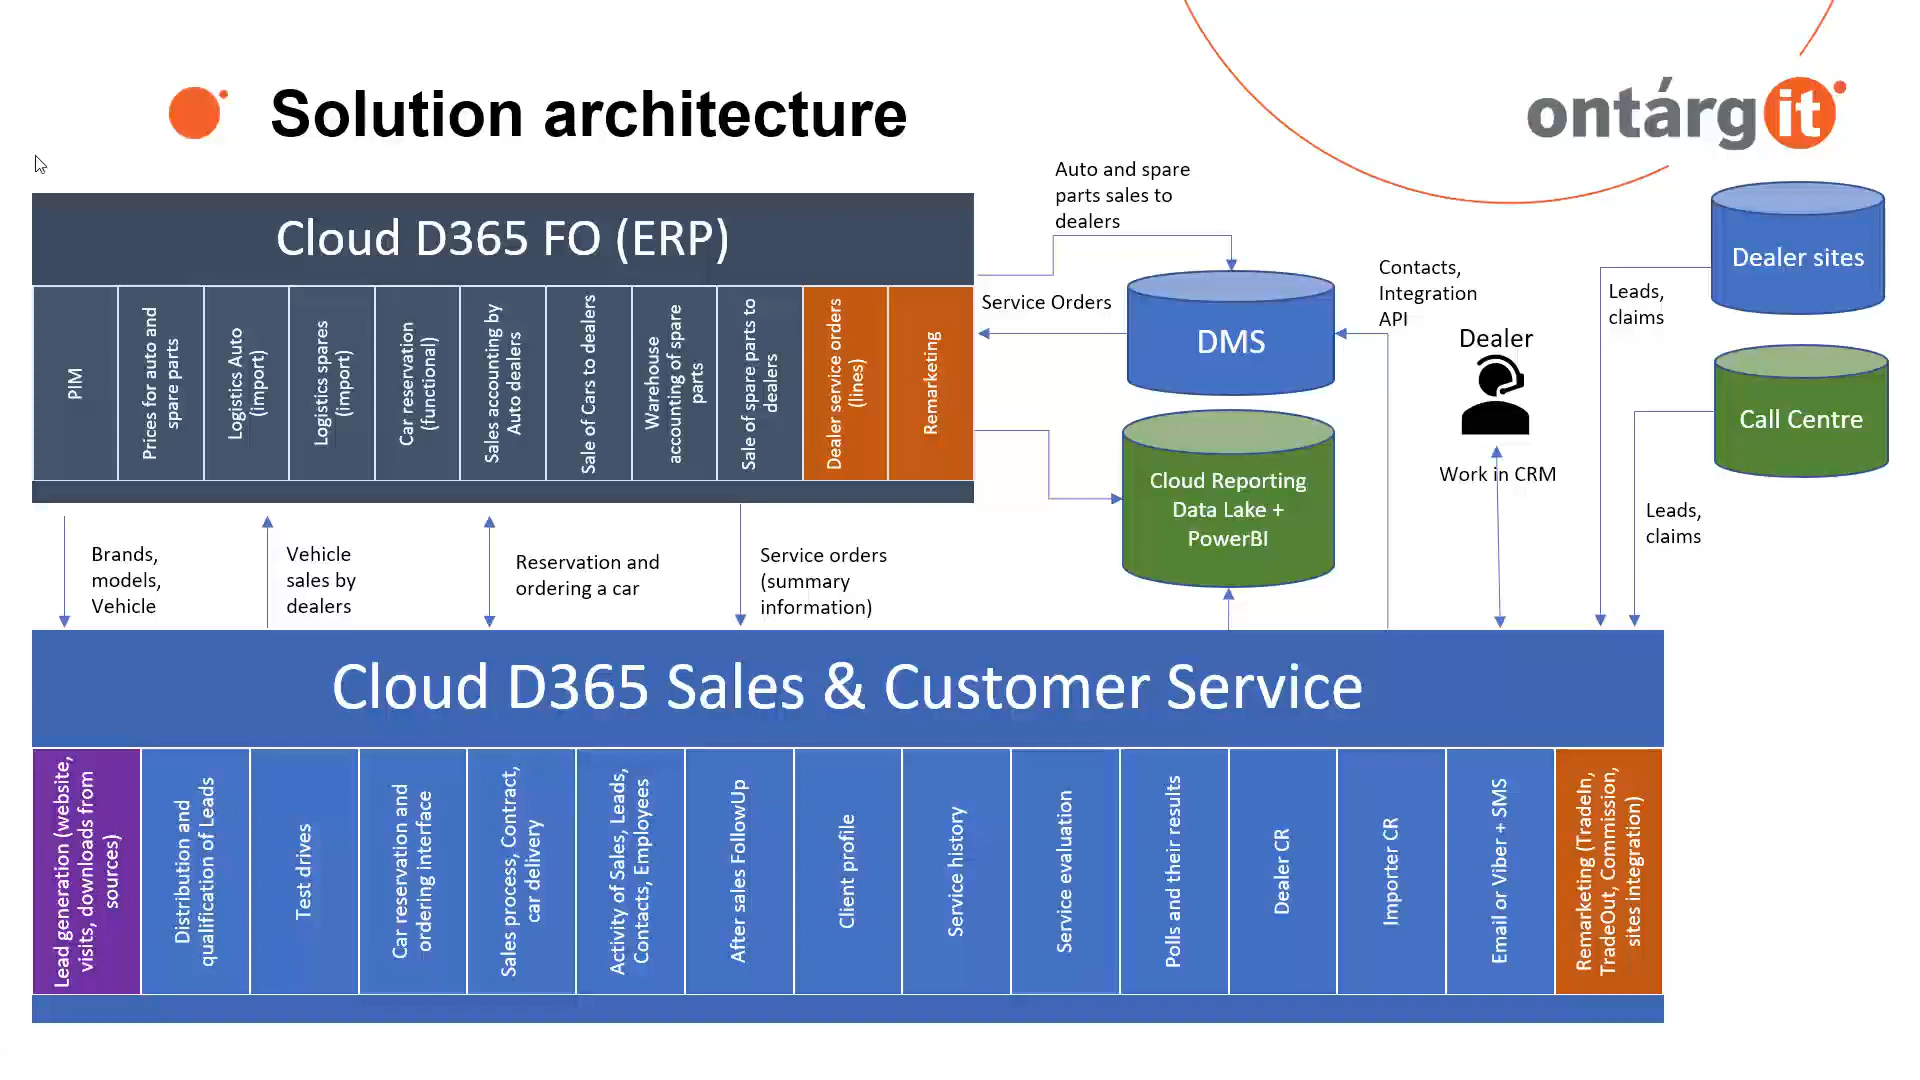 Solution architecture
ontárgit
Cloud D365 FO (ERP)
PIM
Prices for auto and
spare parts
Logistics Auto
(import)
Logistics spares
(import)
Car reservation
(functional)
Sales accounting by
Auto dealers
Sale of Cars to dealers
Warehouse
accounting of spare
parts
Sale of spare parts to
dealers
Dealer service orders
(lines)
Remarketing
Auto and spare
parts sales to
dealers
Service Orders
DMS
Contacts,
Integration
API
Cloud Reporting
Data Lake +
PowerBI
Dealer
Work in CRM
Dealer sites
Leads,
claims
Call Centre
Leads,
claims
Brands,
models,
Vehicle
Vehicle
sales by
dealers
Reservation and
ordering a car
Service orders
(summary
information)
Cloud D365 Sales & Customer Service
Lead generation (website,
visits, downloads from
sources)
Distribution and
qualification of Leads
Test drives
Car reservation and
ordering interface
Sales process, Contract,
car delivery
Activity of Sales, Leads,
Contacts, Employees
After sales FollowUp
Client profile
Service history
Service evaluation
Polls and their results
Dealer CR
Importer CR
Email or Viber + SMS
Remarketing (TradeIn,
TradeOut, Commission,
sites integration)